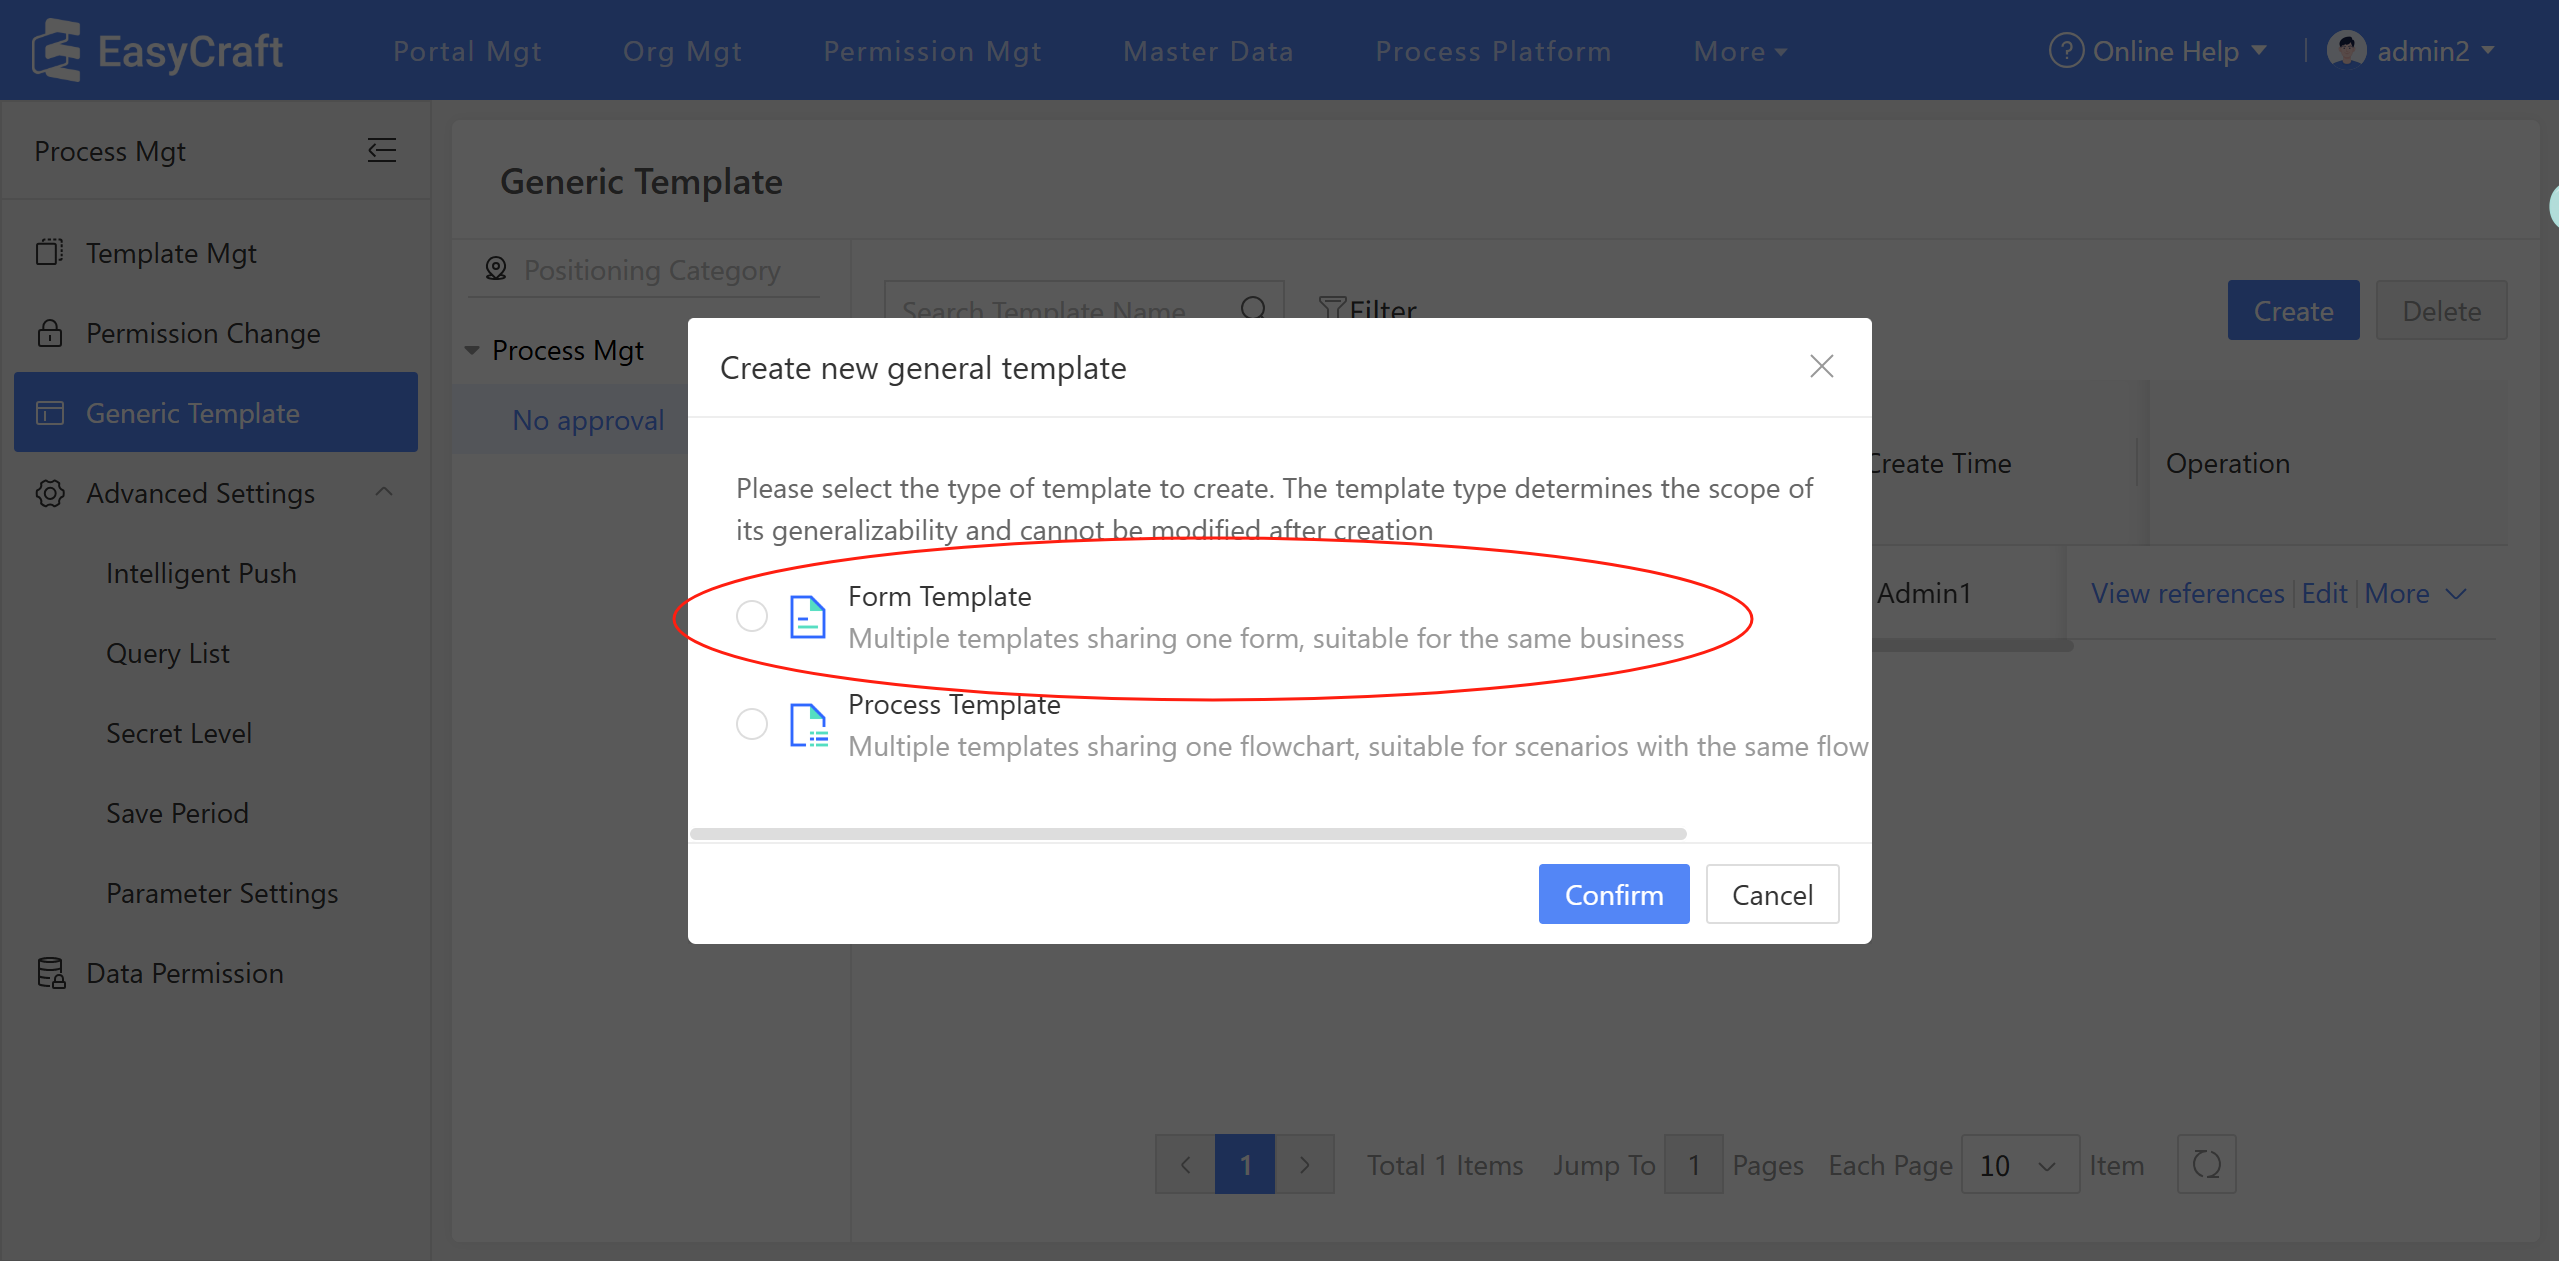 EasyCraft
Portal Mgt Org Mgt Permission Mgt Master Data Process Platform More
Online Help admin2
Process Mgt
Template Mgt
Permission Change
Generic Template
Advanced Settings
Intelligent Push
Query List
Secret Level
Save Period
Parameter Settings
Data Permission
Generic Template
Positioning Category
Process Mgt
No approval
Search Template Name
Filter
Create
Delete
Create Time
Operation
Admin1
View references Edit More
Create new general template
Please select the type of template to create. The template type determines the scope of
its generalizability and cannot be modified after creation
Form Template
Multiple templates sharing one form, suitable for the same business
Process Template
Multiple templates sharing one flowchart, suitable for scenarios with the same flow
Confirm
Cancel
1 Total 1 Items Jump To 1 Pages Each Page 10 Item